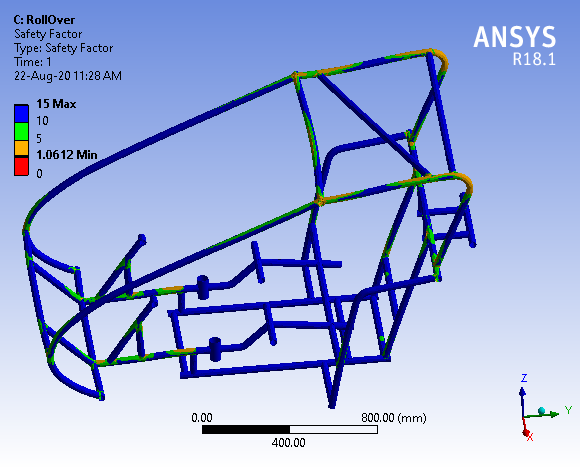 C: RollOver
Safety Factor
Type: Safety Factor
Time: 1
22-Aug-20 11:28 AM
15 Max
10
5
1.0612 Min
0
ANSYS
R18.1
0.00
800.00 (mm)
400.00
Z
Y
X